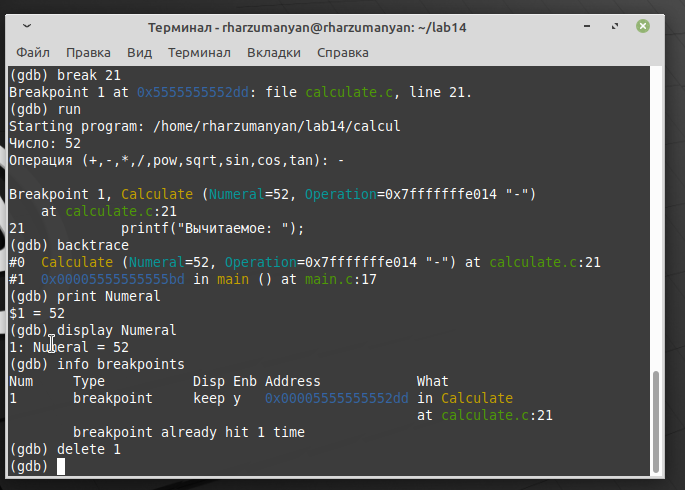 Терминал - rharzumanyan@rharzumanyan: ~/lab14
Файл Правка Вид Терминал Вкладки Справка
(gdb) break 21
Breakpoint 1 at 0x5555555552dd: file calculate.c, line 21.
(gdb) run
Starting program: /home/rharzumanyan/lab14/calcul
Число: 52
Операция (+,-,*,/,pow,sqrt,sin,cos,tan): -
Breakpoint 1, Calculate (Numeral=52, Operation=0x7fffffffe014 "-")
at calculate.c:21
21 printf("Вычитаемое: ");
(gdb) backtrace
#0 Calculate (Numeral=52, Operation=0x7fffffffe014 "-") at calculate.c:21
#1 0x00005555555555bd in main () at main.c:17
(gdb) print Numeral
$1 = 52
(gdb) display Numeral
1: Numeral = 52
(gdb) info breakpoints
Num Type Disp Enb Address What
1 breakpoint keep y 0x00005555555552dd in Calculate
at calculate.c:21
breakpoint already hit 1 time
(gdb) delete 1
(gdb)